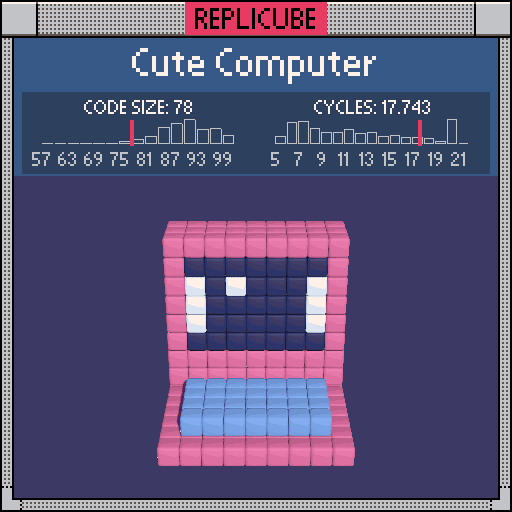 REPLICUBE
Cute Computer
CODE SIZE: 78 CYCLES: 17.743
57 63 69 75 81 87 93 99 5 7 9 11 13 15 17 19 21